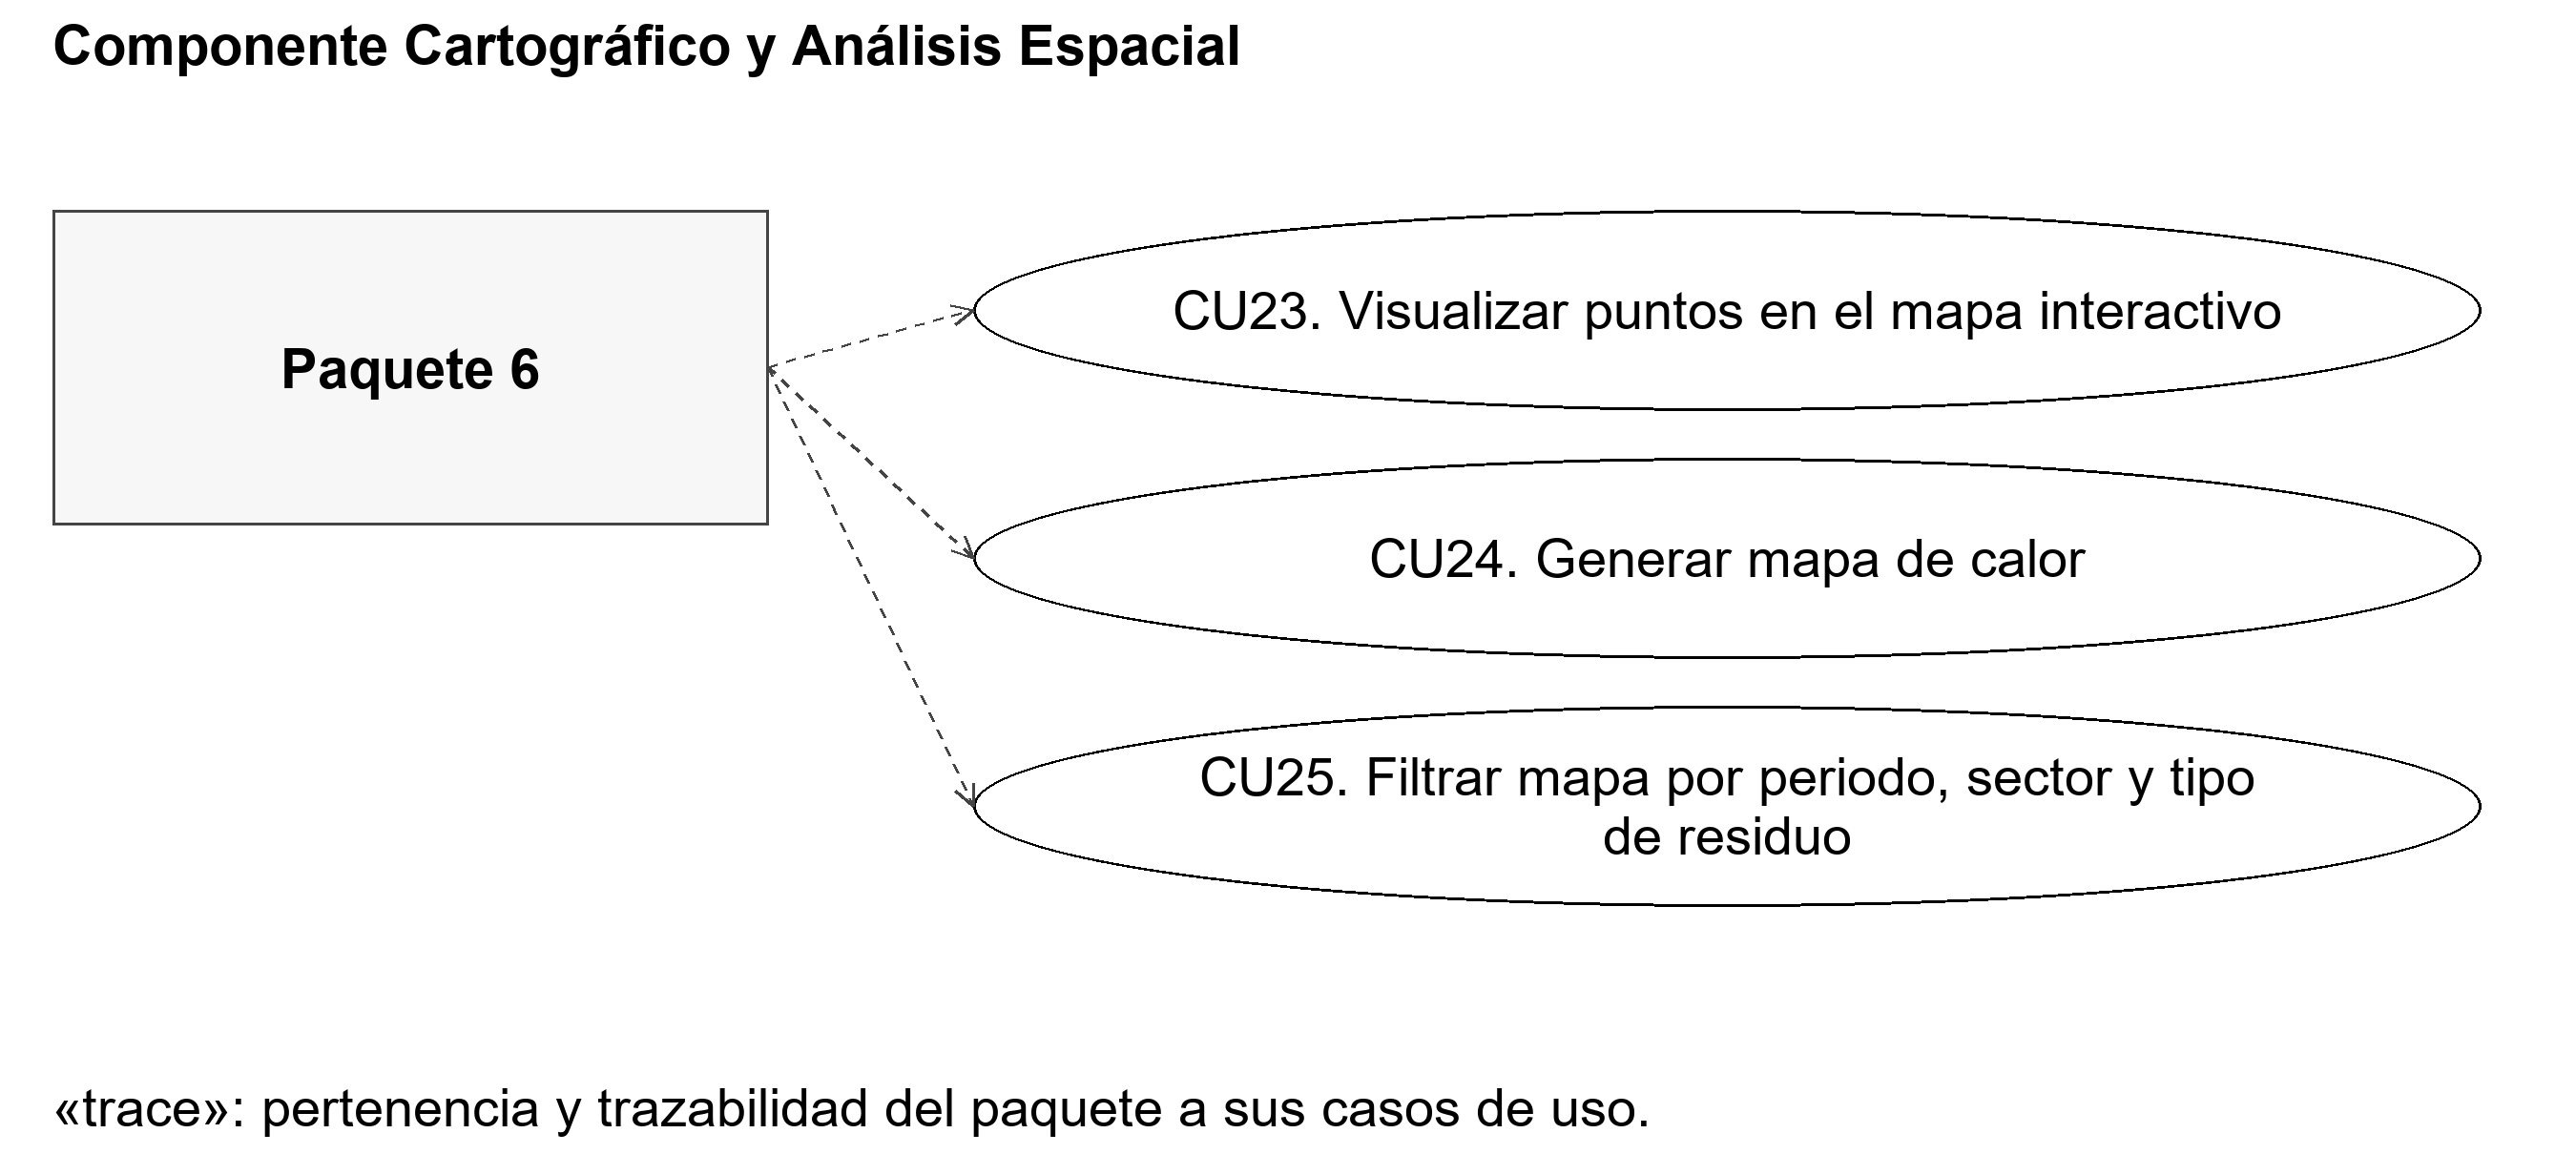 Componente Cartográfico y Análisis Espacial
Paquete 6
CU23. Visualizar puntos en el mapa interactivo
CU24. Generar mapa de calor
CU25. Filtrar mapa por periodo, sector y tipo
de residuo
«trace»: pertenencia y trazabilidad del paquete a sus casos de uso.